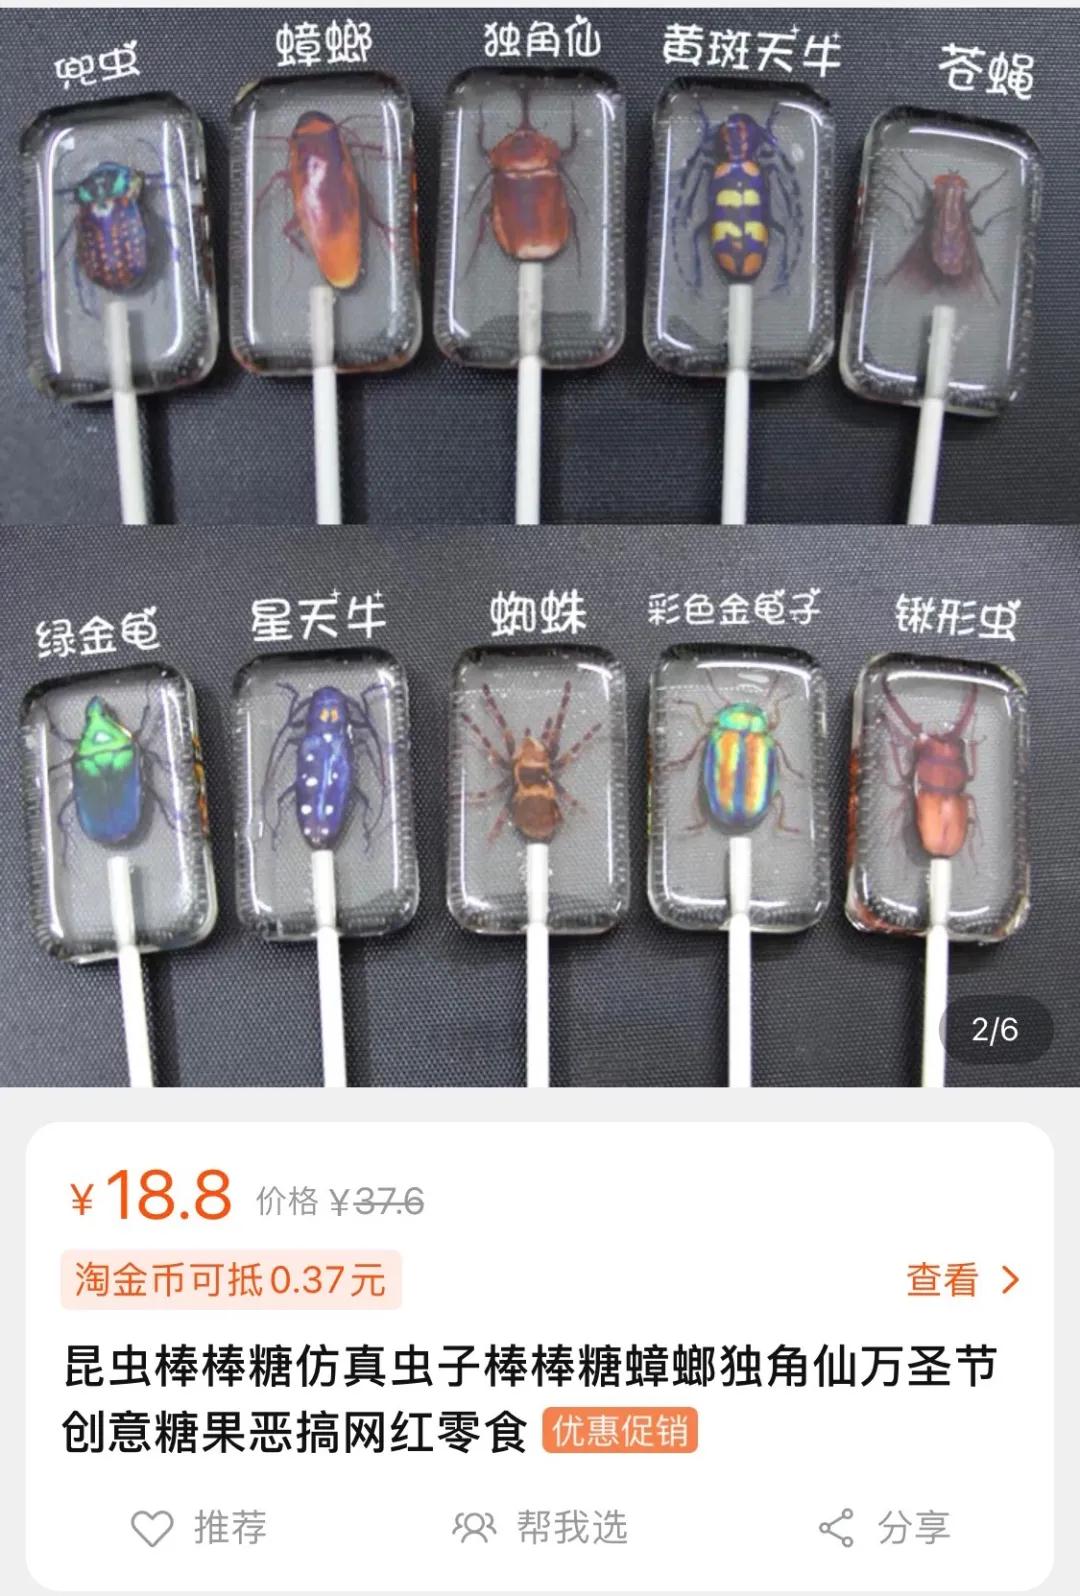 兜虫
蟑螂
独角仙
黄斑天牛
苍蝇
绿金龟
星天牛
蜘蛛
彩色金龟子
锹形虫
2/6
¥18.8 价格 ¥37.6
淘金币可抵0.37元
查看
昆虫棒棒糖仿真虫子棒棒糖蟑螂独角仙万圣节
创意糖果恶搞网红零食 优惠促销
推荐
帮我选
分享